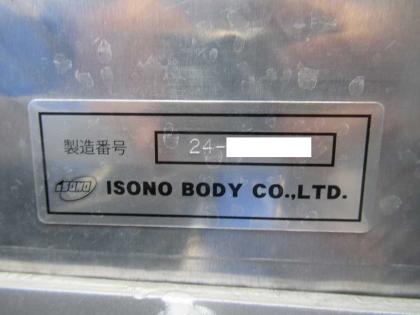 製造番号 24-
ISONO ISONO BODY CO.,LTD.